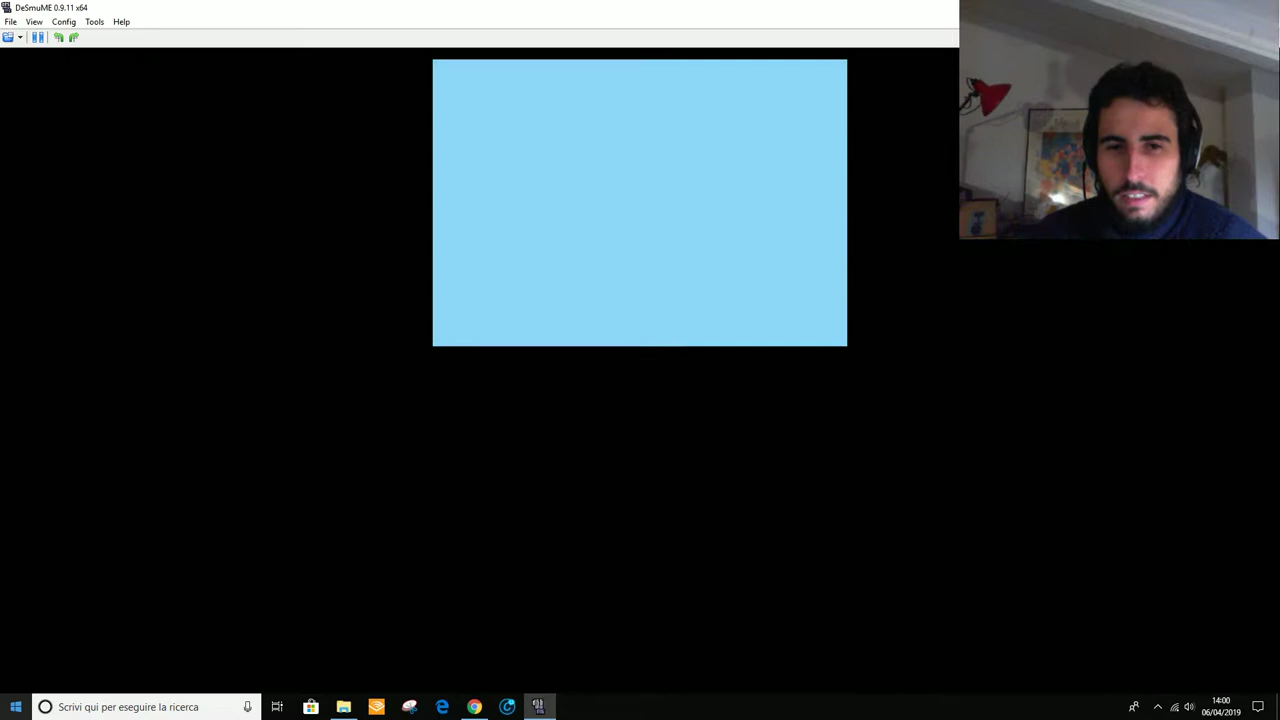 DeSmuME 0.9.11 x64
File View Config Tools Help
Scrivi qui per eseguire la ricerca
14:00
06/04/2019